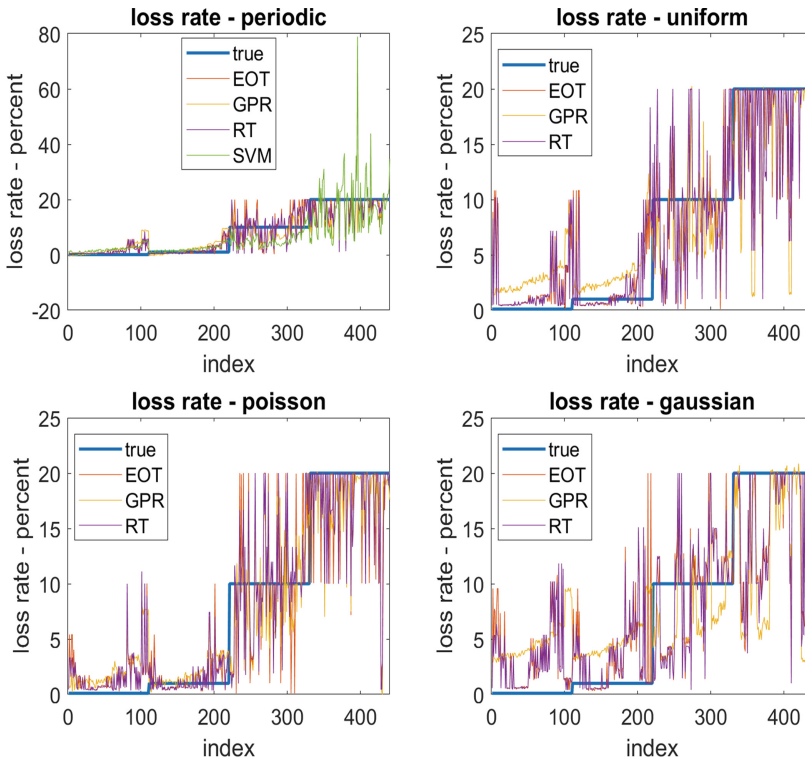 loss rate - periodic
80
60
40
20
0
-20
loss rate - percent
true
EOT
GPR
RT
SVM
0 100 200 300 400
index
loss rate - uniform
25
20
15
10
5
0
loss rate - percent
true
EOT
GPR
RT
0 100 200 300 400
index
loss rate - poisson
25
20
15
10
5
0
loss rate - percent
true
EOT
GPR
RT
0 100 200 300 400
index
loss rate - gaussian
25
20
15
10
5
0
loss rate - percent
true
EOT
GPR
RT
0 100 200 300 400
index